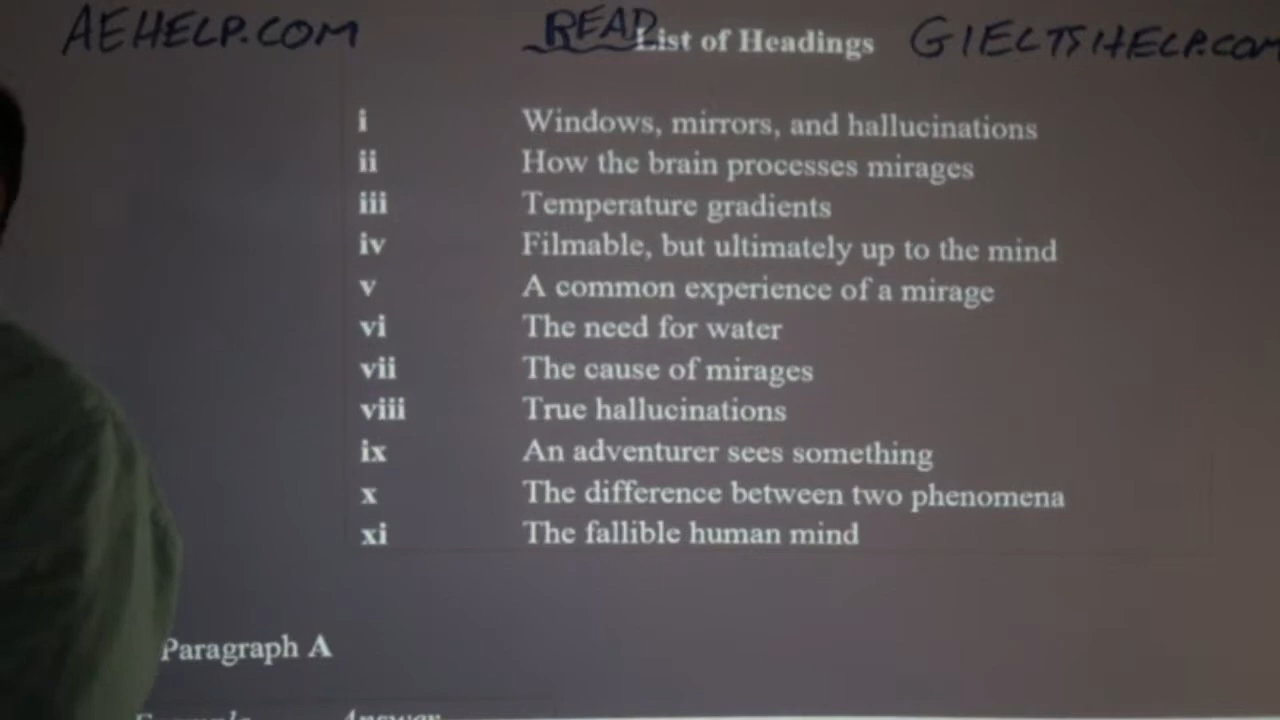 AEHELP.COM READ List of Headings GIELTSHELP.COM
i Windows, mirrors, and hallucinations
ii How the brain processes mirages
iii Temperature gradients
iv Filmable, but ultimately up to the mind
v A common experience of a mirage
vi The need for water
vii The cause of mirages
viii True hallucinations
ix An adventurer sees something
x The difference between two phenomena
xi The fallible human mind
Paragraph A
Example Answer